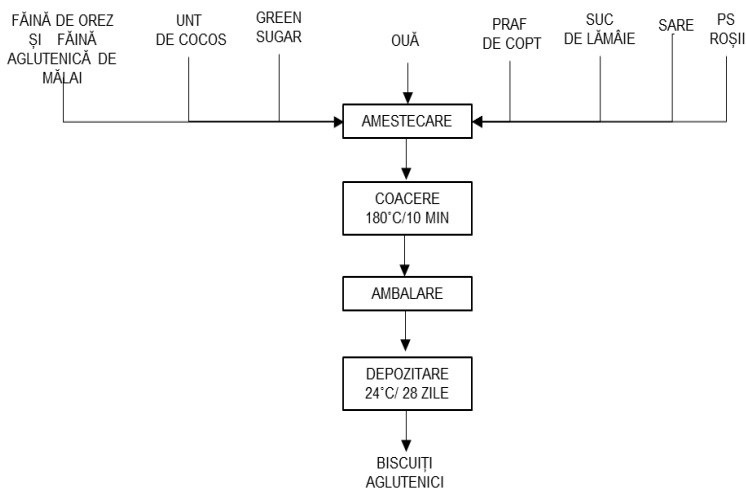 FĂINĂ DE OREZ
ȘI FĂINĂ
AGLUTENICĂ DE
MĂLAI
UNT
DE COCOS
GREEN
SUGAR
OUĂ
PRAF
DE COPT
SUC
DE LĂMÂIE
SARE
PS
ROȘII
AMESTECARE
COACERE
180˚C/10 MIN
AMBALARE
DEPOZITARE
24˚C/ 28 ZILE
BISCUIȚI
AGLUTENICI